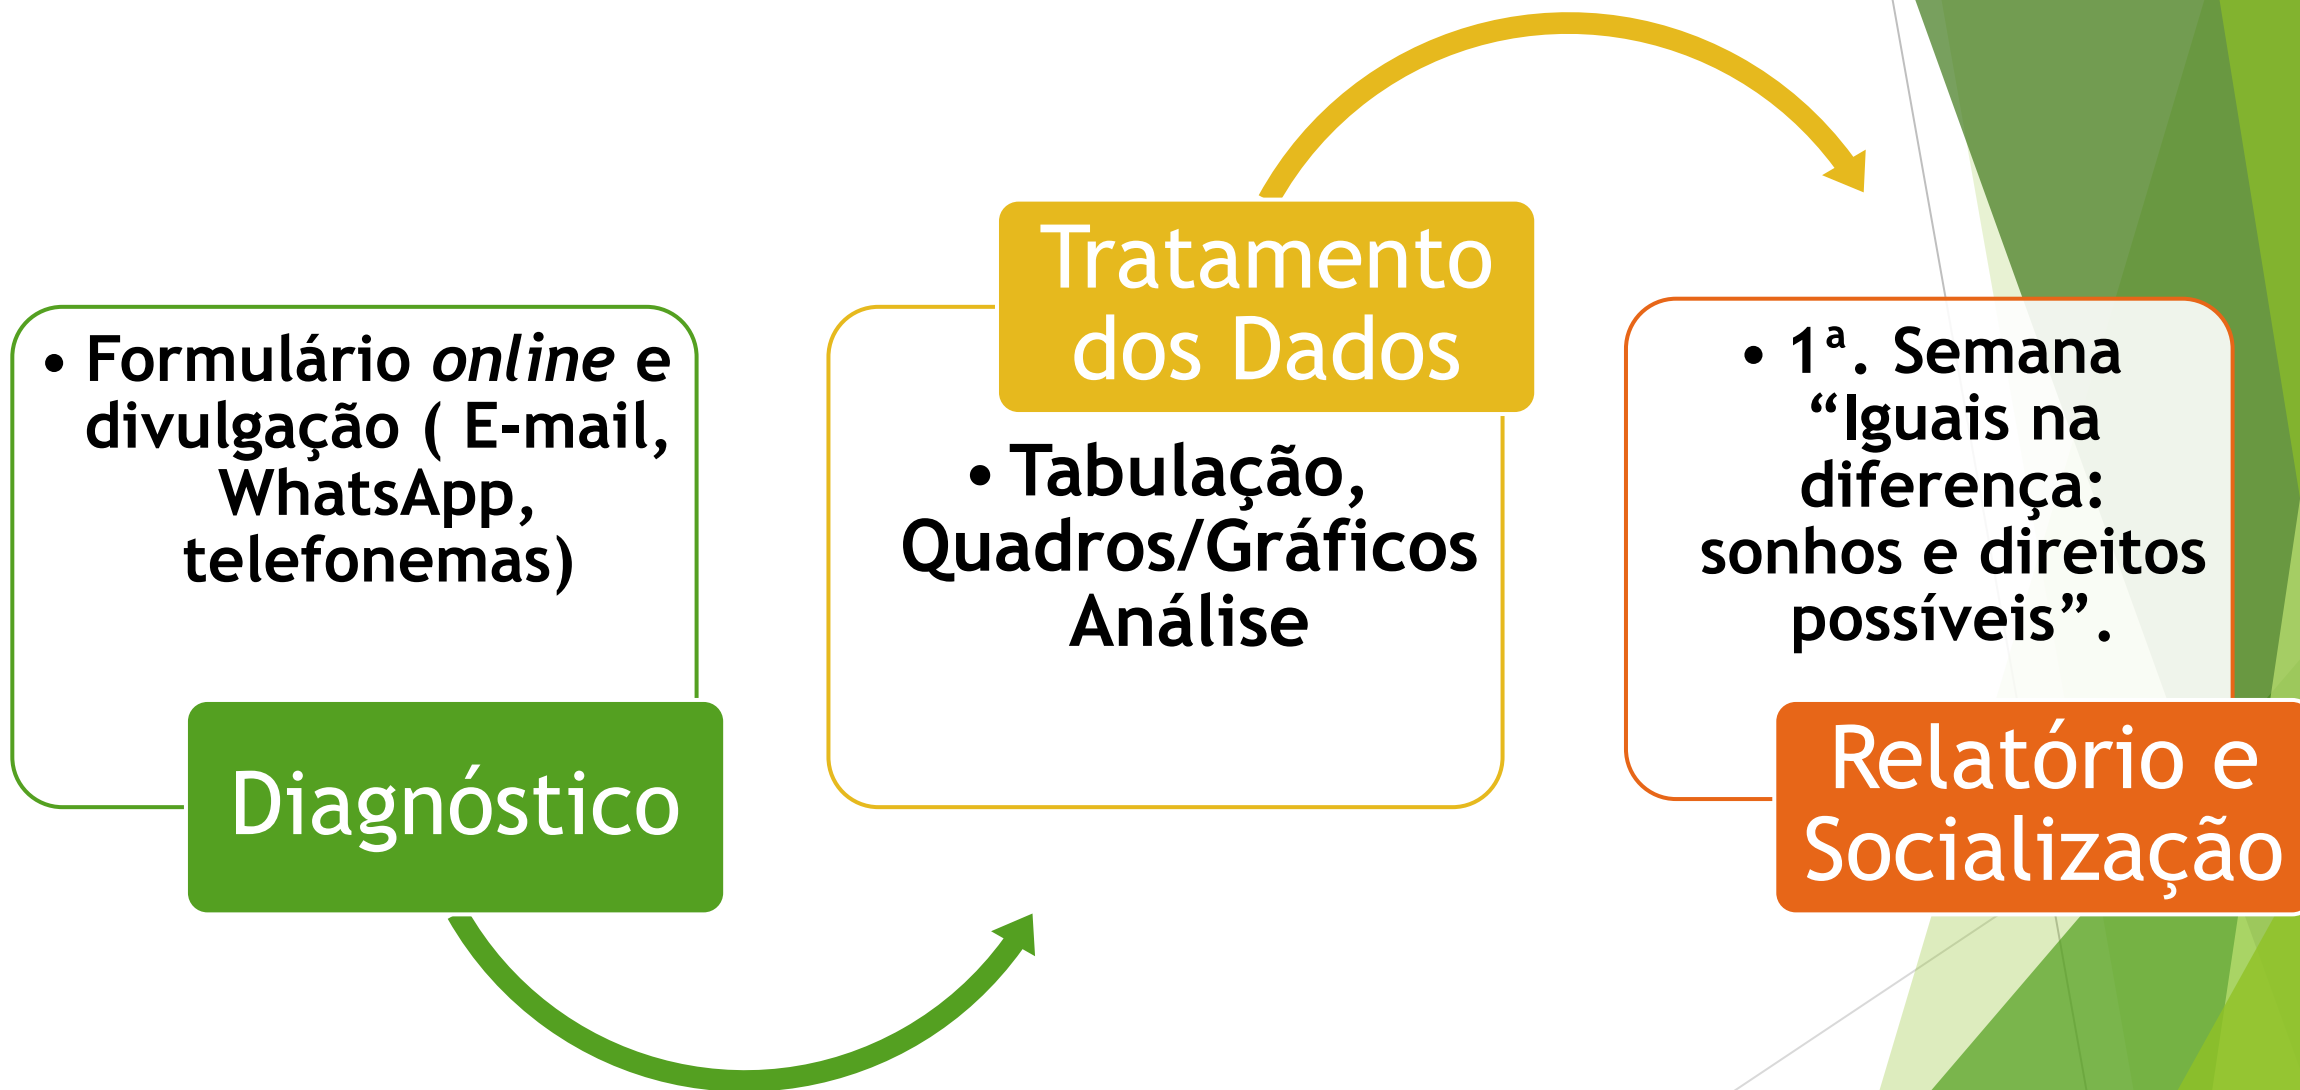 • Formulário online e
divulgação ( E-mail,
WhatsApp,
telefonemas)
Diagnóstico
Tratamento
dos Dados
• Tabulação,
Quadros/Gráficos
Análise
• 1ª. Semana
“Iguais na
diferença:
sonhos e direitos
possíveis”.
Relatório e
Socialização